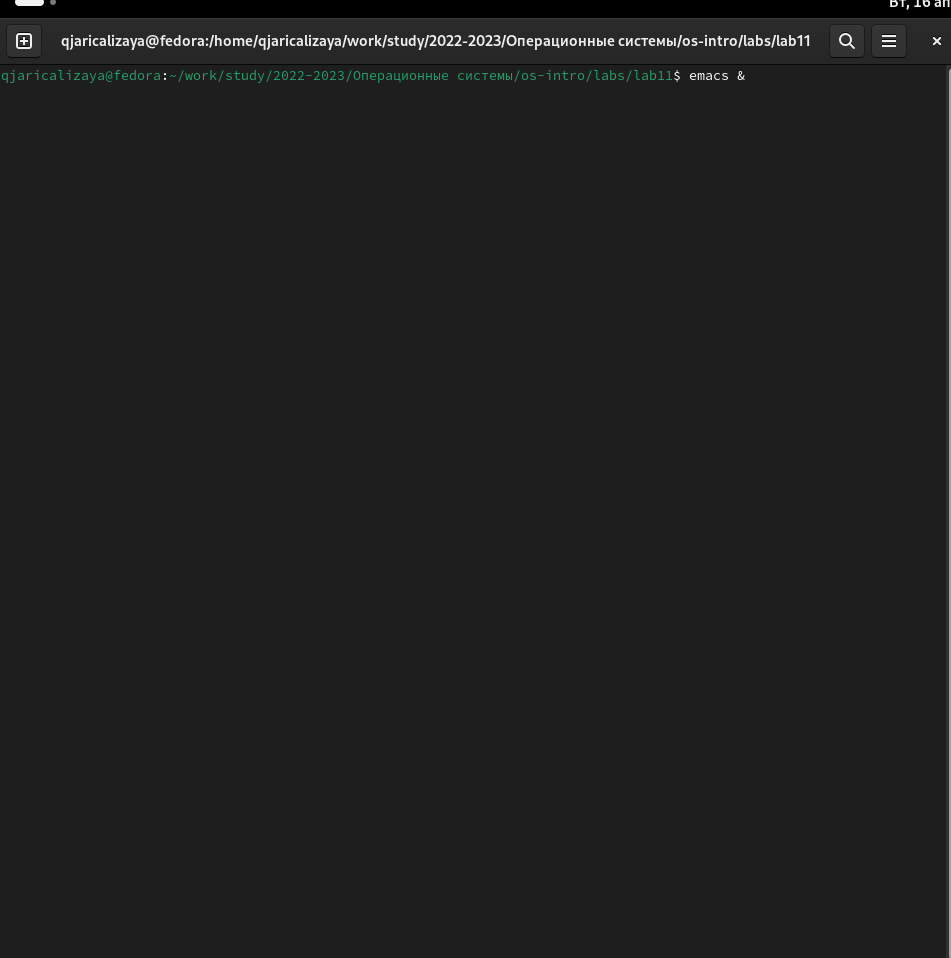 Вт, 16 ап
qjaricalizaya@fedora:/home/qjaricalizaya/work/study/2022-2023/Операционные системы/os-intro/labs/lab11
qjaricalizaya@fedora:~/work/study/2022-2023/Операционные системы/os-intro/labs/lab11$ emacs &